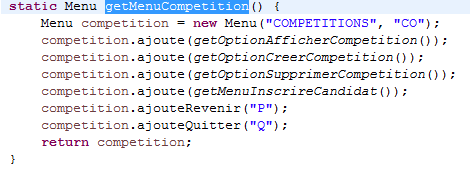 static Menu getMenuCompetition() {
    Menu competition = new Menu("COMPETITIONS", "CO");
    competition.ajoute(getOptionAfficherCompetition());
    competition.ajoute(getOptionCreerCompetition());
    competition.ajoute(getOptionSupprimerCompetition());
    competition.ajoute(getMenuInscrireCandidat());
    competition.ajouteRevenir("P");
    competition.ajouteQuitter("Q");
    return competition;
}